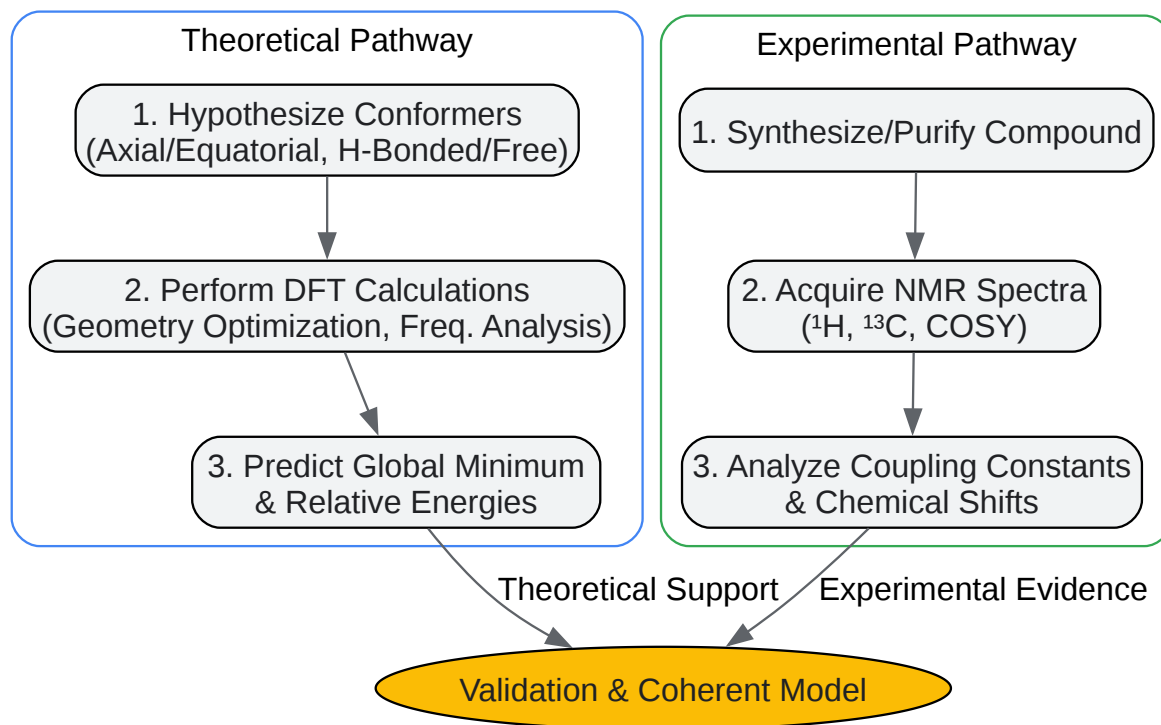 Theoretical Pathway
1. Hypothesize Conformers
(Axial/Equatorial, H-Bonded/Free)
2. Perform DFT Calculations
(Geometry Optimization, Freq. Analysis)
3. Predict Global Minimum
& Relative Energies
Experimental Pathway
1. Synthesize/Purify Compound
2. Acquire NMR Spectra
(¹H, ¹³C, COSY)
3. Analyze Coupling Constants
& Chemical Shifts
Theoretical Support
Experimental Evidence
Validation & Coherent Model